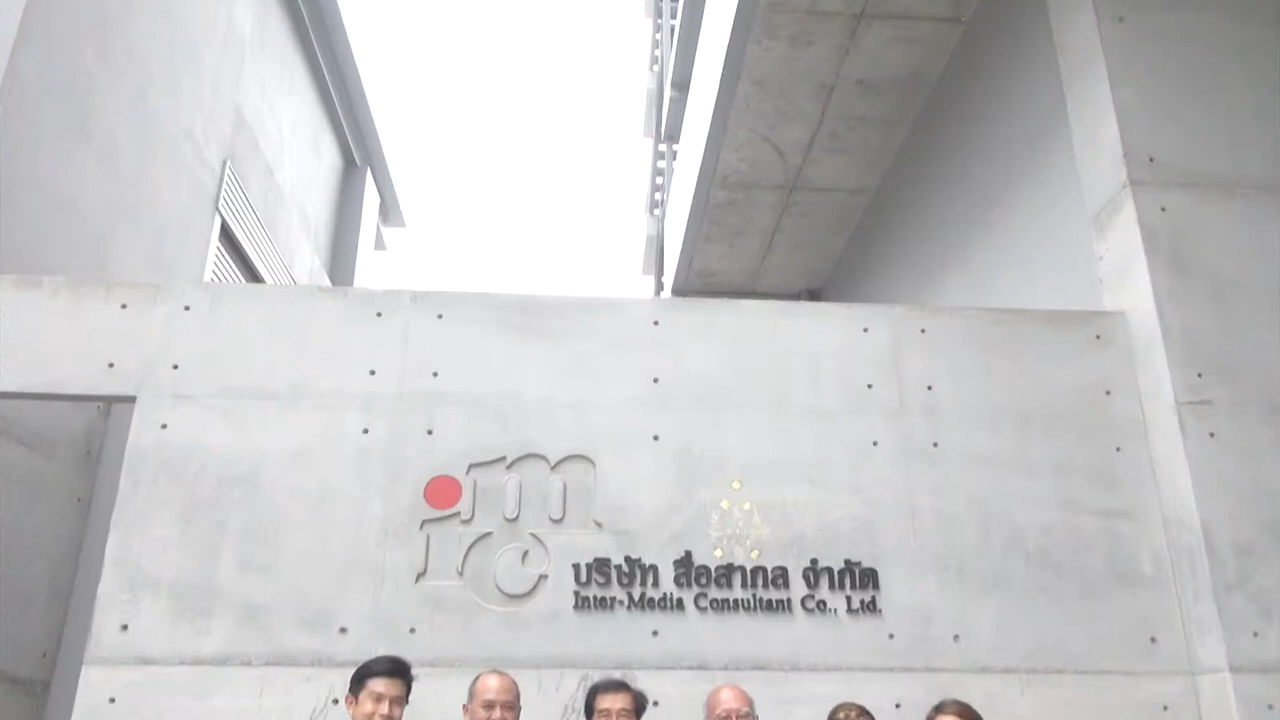 imc
บริษัท สื่อสากล จำกัด
Inter-Media Consultant Co., Ltd.